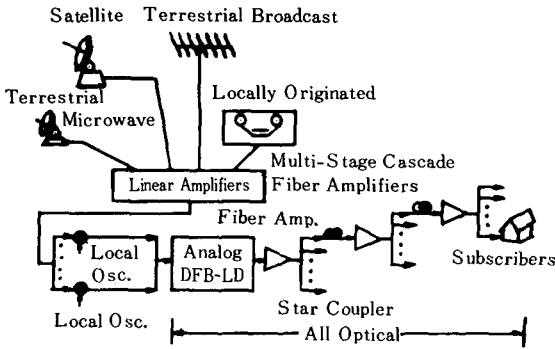 Satellite
Terrestrial Broadcast
Terrestrial
Microwave
Locally Originated
Linear Amplifiers
Multi-Stage Cascade
Fiber Amplifiers
Fiber Amp.
Local
Osc.
Analog
DFB-LD
Subscribers
Local Osc.
Star Coupler
All Optical